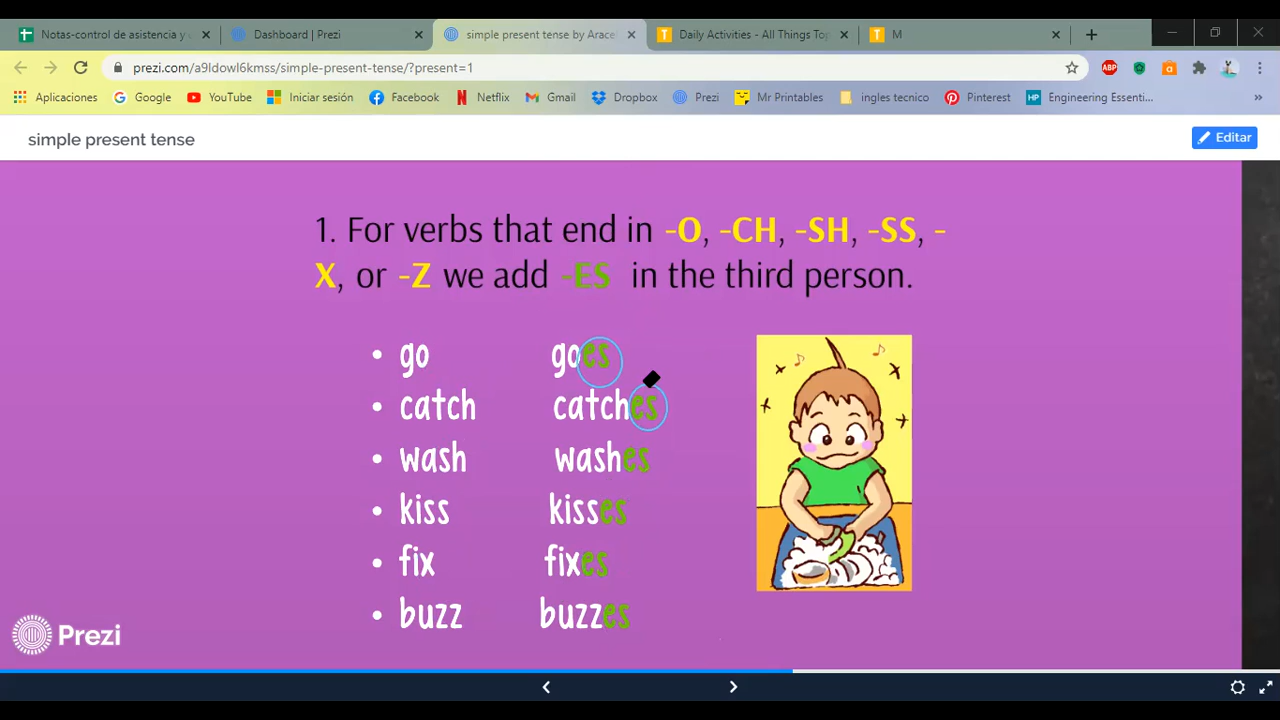 Notas-control de asistencia y
Dashboard | Prezi
simple present tense by Arace
Daily Activities - All Things Top
M
prezi.com/a9ldowl6kmss/simple-present-tense/?present=1
ABP
Aplicaciones
Google
YouTube
Iniciar sesión
Facebook
Netflix
Gmail
Dropbox
Prezi
Mr Printables
ingles tecnico
Pinterest
HP
Engineering Essenti...
simple present tense
Editar
1. For verbs that end in -O, -CH, -SH, -SS, -
X, or -Z we add -ES in the third person.
• go goes
• catch catches
• wash washes
• kiss kisses
• fix fixes
• buzz buzzes
Prezi